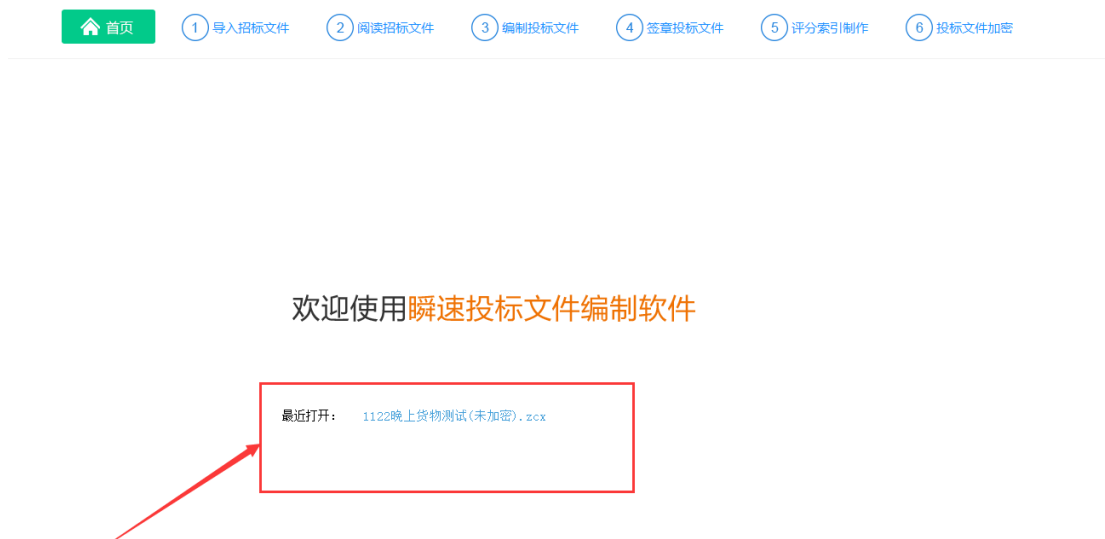 首页 1 导入招标文件 2 阅读招标文件 3 编制投标文件 4 签章投标文件 5 评分索引制作 6 投标文件加密
欢迎使用瞬速投标文件编制软件
最近打开： 1122晚上货物测试(未加密).zcx